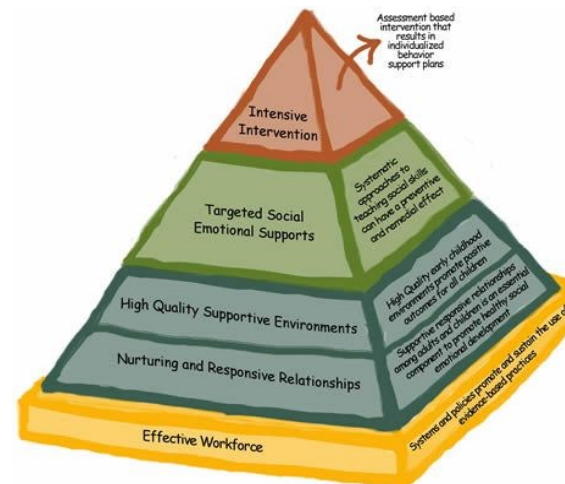 Assessment based
intervention that
results in
individualized
behavior
support plans
Intensive
Intervention
Systematic
approaches to
teaching social skills
can have a preventive
and remedial effect
Targeted Social
Emotional Supports
High Quality early childhood
environments promote positive
outcomes for all children
High Quality Supportive Environments
Supportive responsive relationships
among adults and children is an essential
component to promote healthy social
emotional development
Nurturing and Responsive Relationships
Systems and policies promote and sustain the use of
evidence-based practices
Effective Workforce